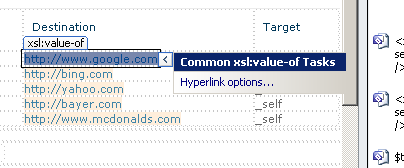 Destination Target
xsl:value-of
http://www.google.com < Common xsl:value-of Tasks
http://bing.com Hyperlink options...
http://yahoo.com
http://bayer.com _self
http://www.mcdonalds.com _self
<
se
/>
<
se
/>
$t